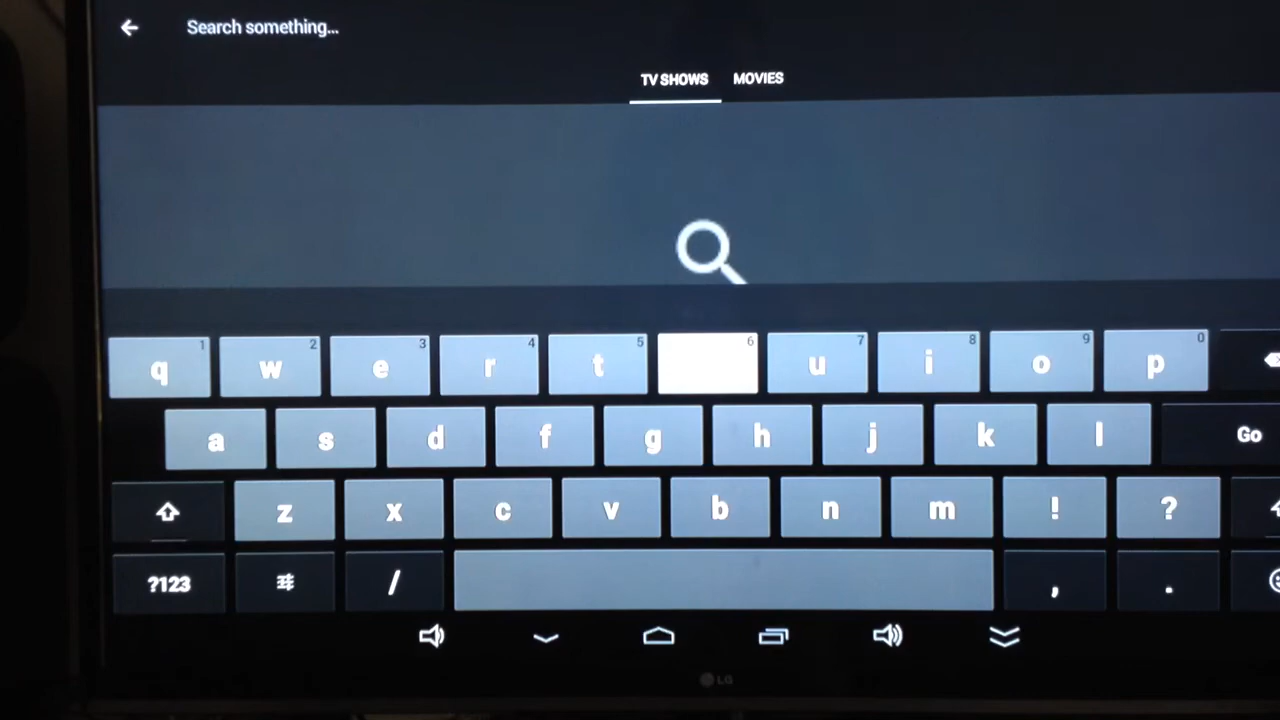 Search something...
TV SHOWS MOVIES
q 1 w 2 e 3 r 4 t 5 6 u 7 i 8 o 9 p 0
a s d f g h j k l Go
z x c v b n m ! ?
?123 / , .
LG